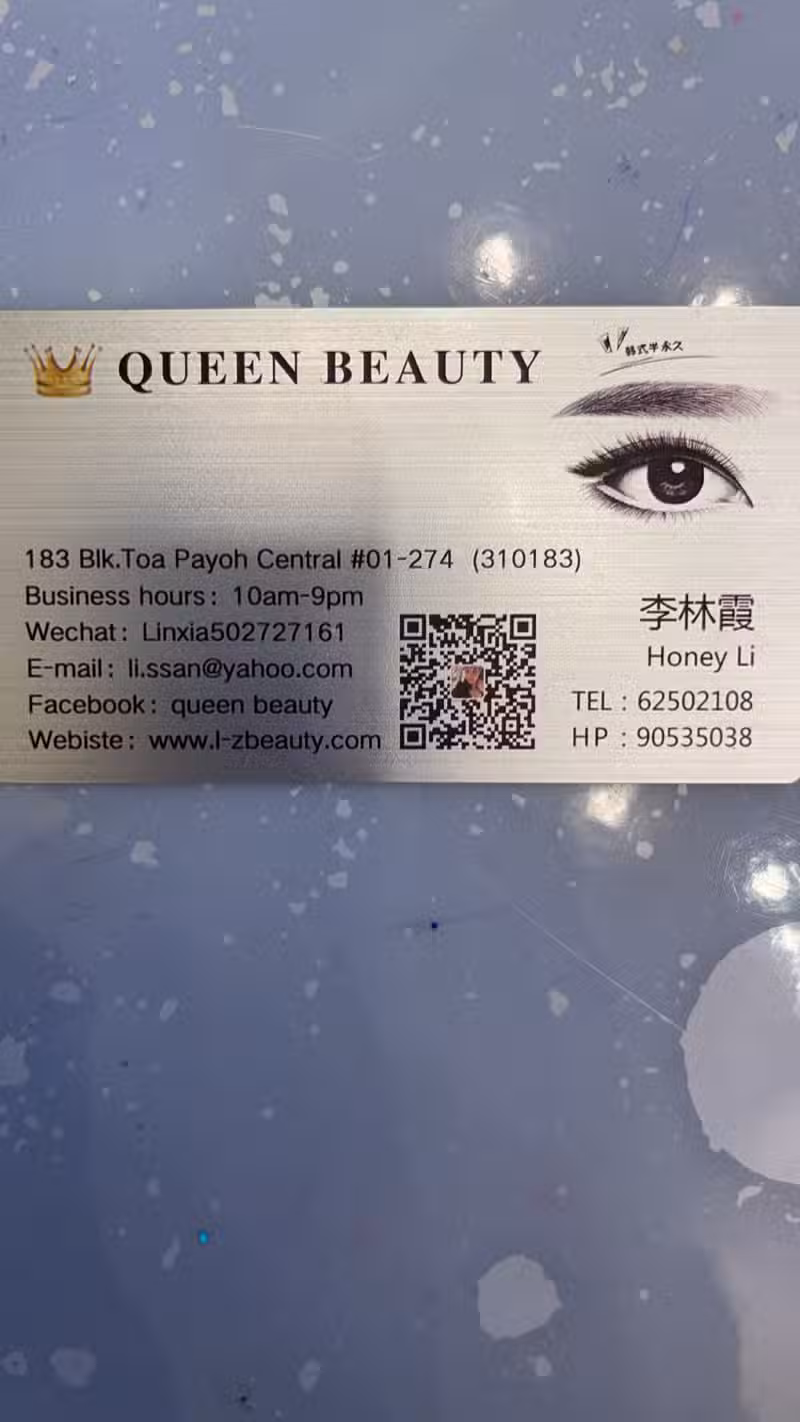 QUEEN BEAUTY
韩式半永久
183 Blk.Toa Payoh Central #01-274 (310183)
Business hours: 10am-9pm
Wechat: Linxia502727161
E-mail: li.ssan@yahoo.com
Facebook: queen beauty
Webiste: www.l-zbeauty.com
李林霞
Honey Li
TEL : 62502108
HP : 90535038